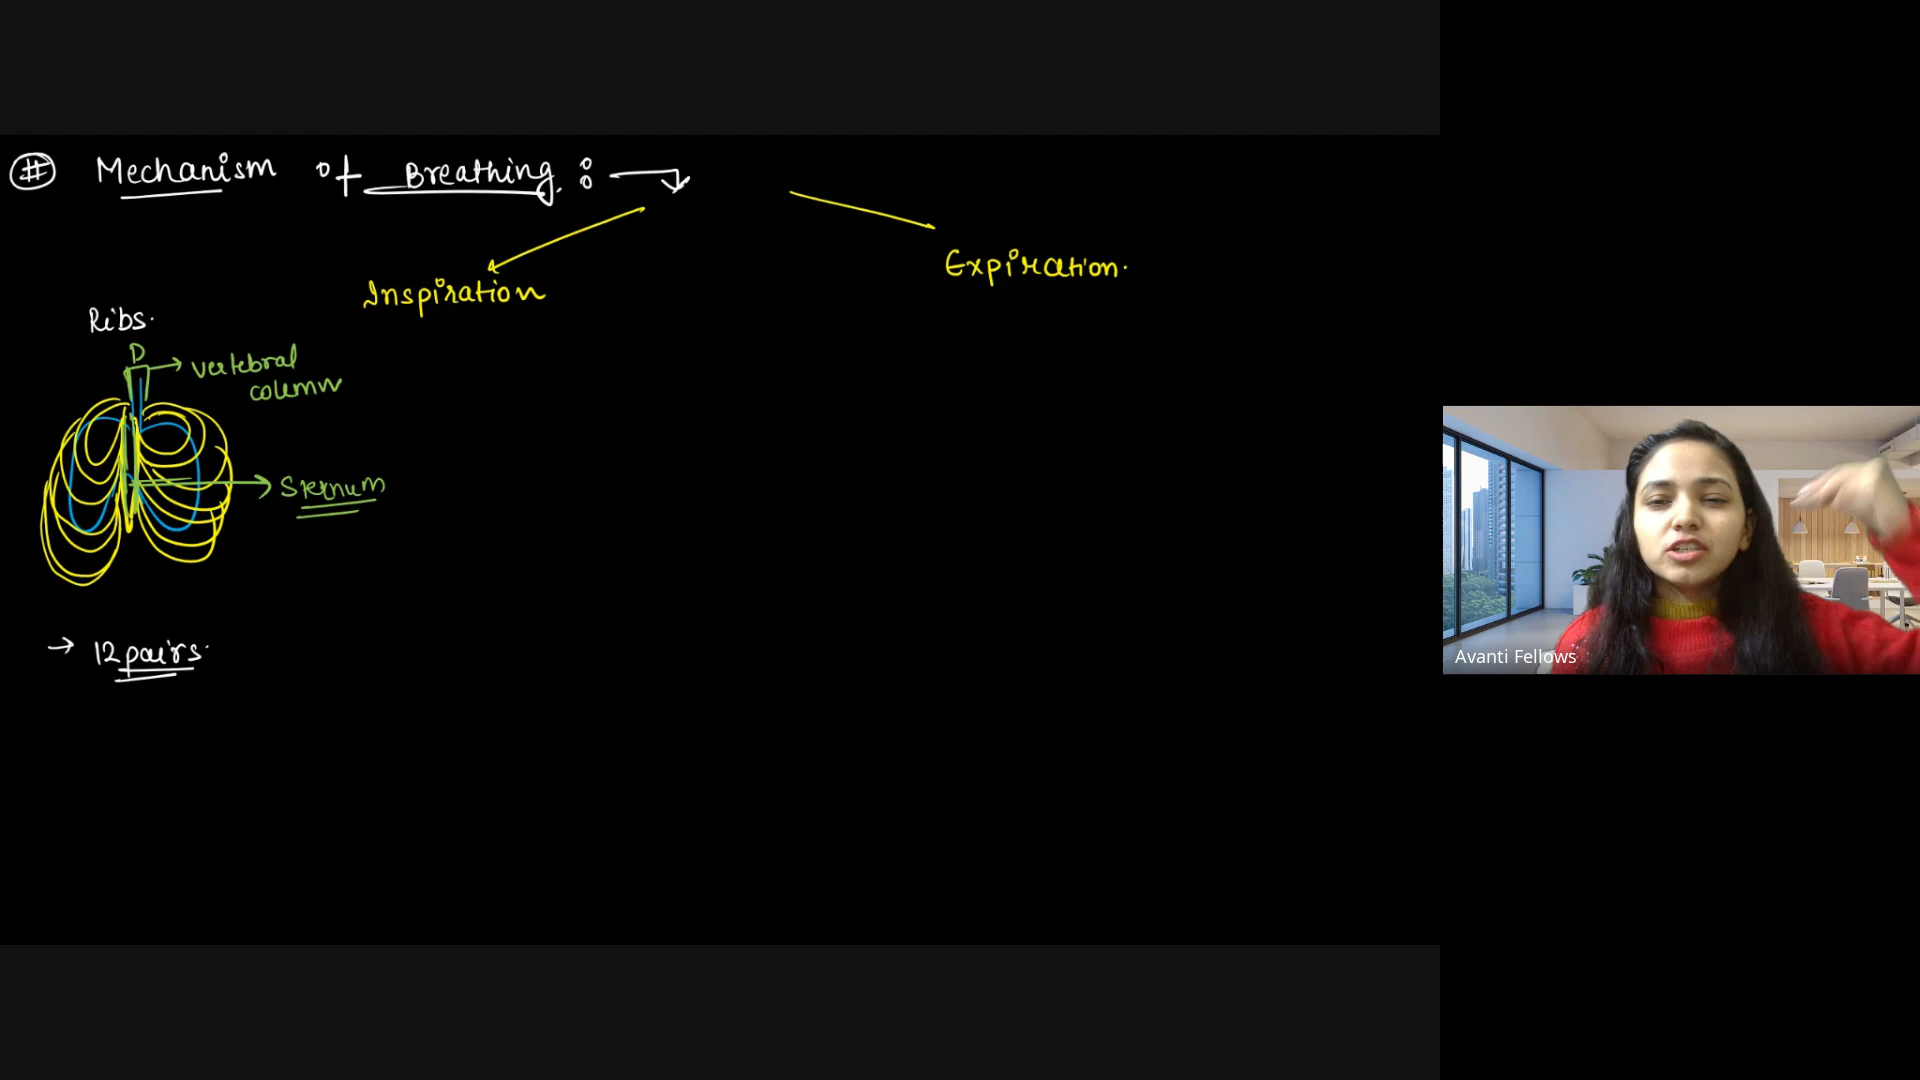 # Mechanism of Breathing :
Inspiration
Expiration.
Ribs.
D
vertebral
column
Sternum
→ 12 pairs.
Avanti Fellows